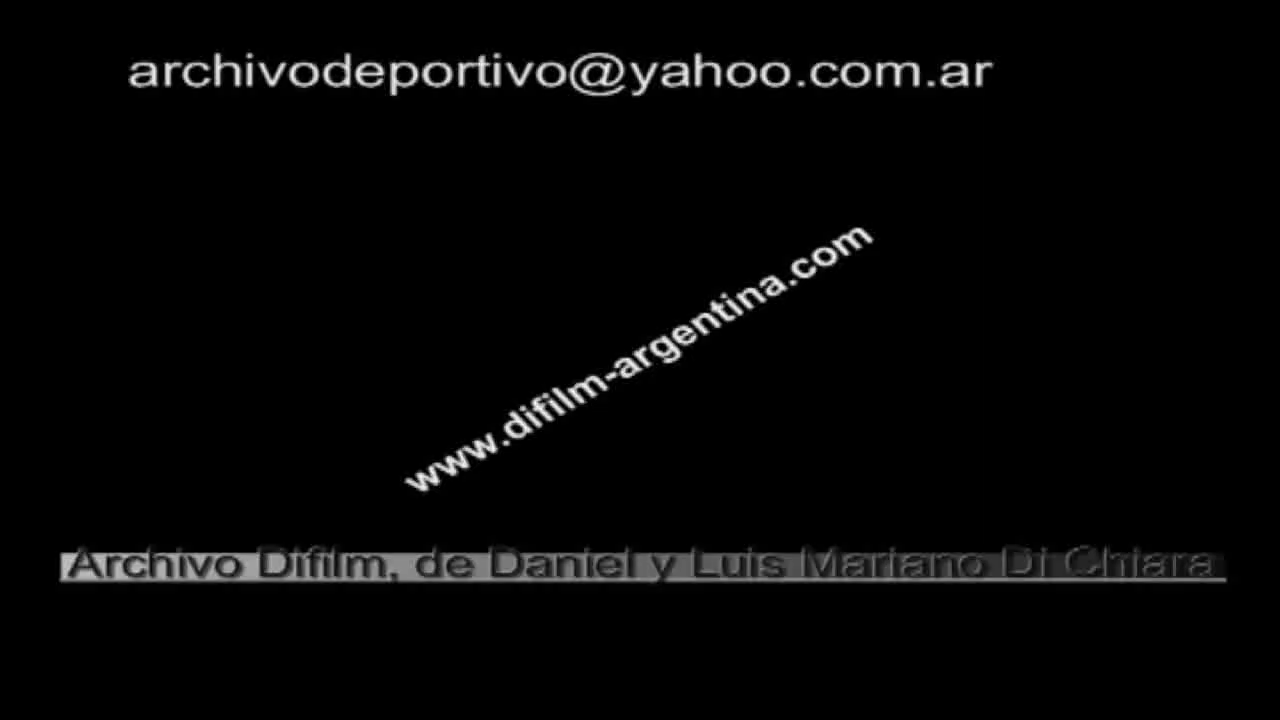 archivodeportivo@yahoo.com.ar
www.difilm-argentina.com
Archivo Difilm, de Daniel y Luis Mariano Di Chiara